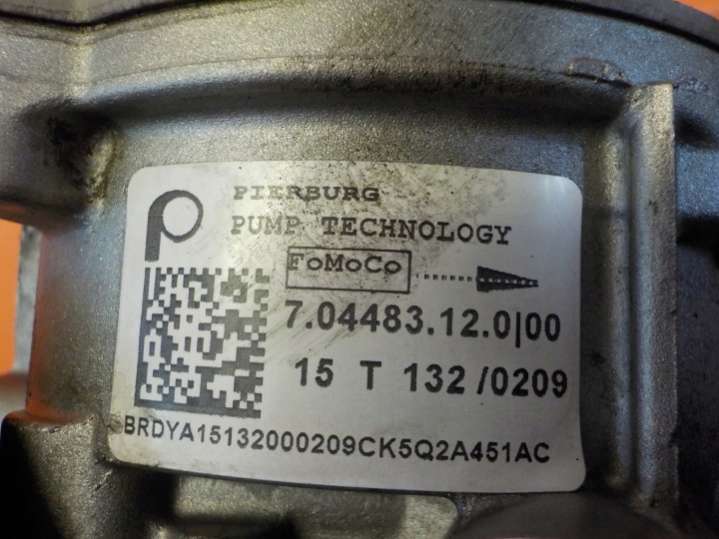 PIERBURG
PUMP TECHNOLOGY
FoMoCo
7.04483.12.0|00
15 T 132 /0209
BRDYA15132000209CK5Q2A451AC